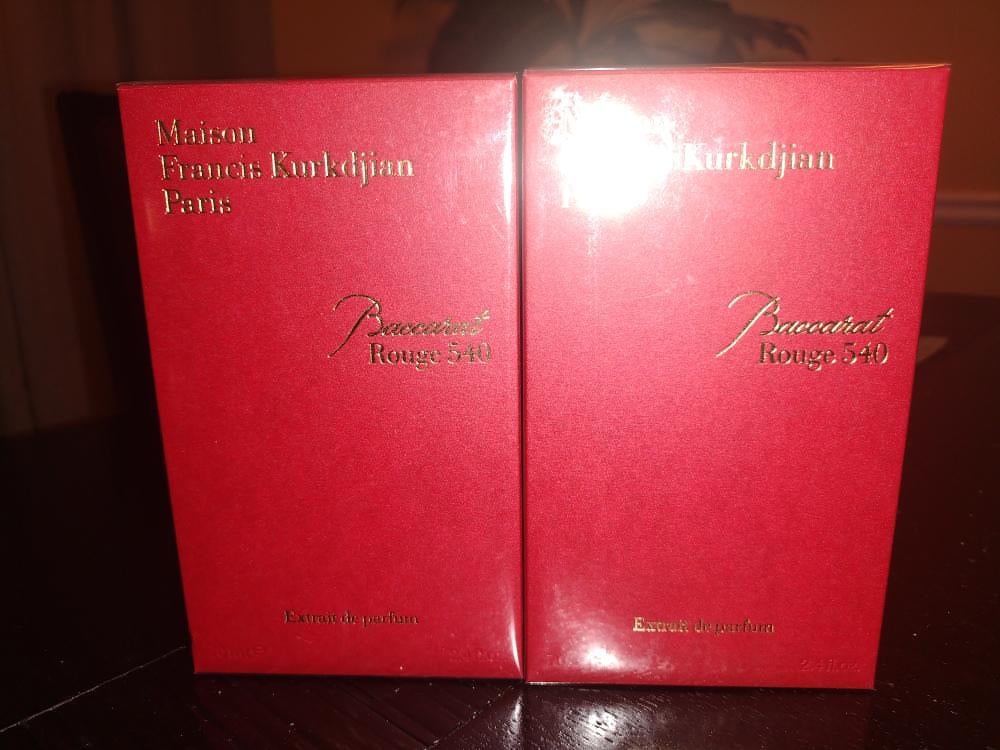 Maison
Francis Kurkdjian
Paris
Baccarat
Rouge 540
Extrait de parfum
Kurkdjian
Baccarat
Rouge 540
Extrait de parfum
2.4 fl.oz.